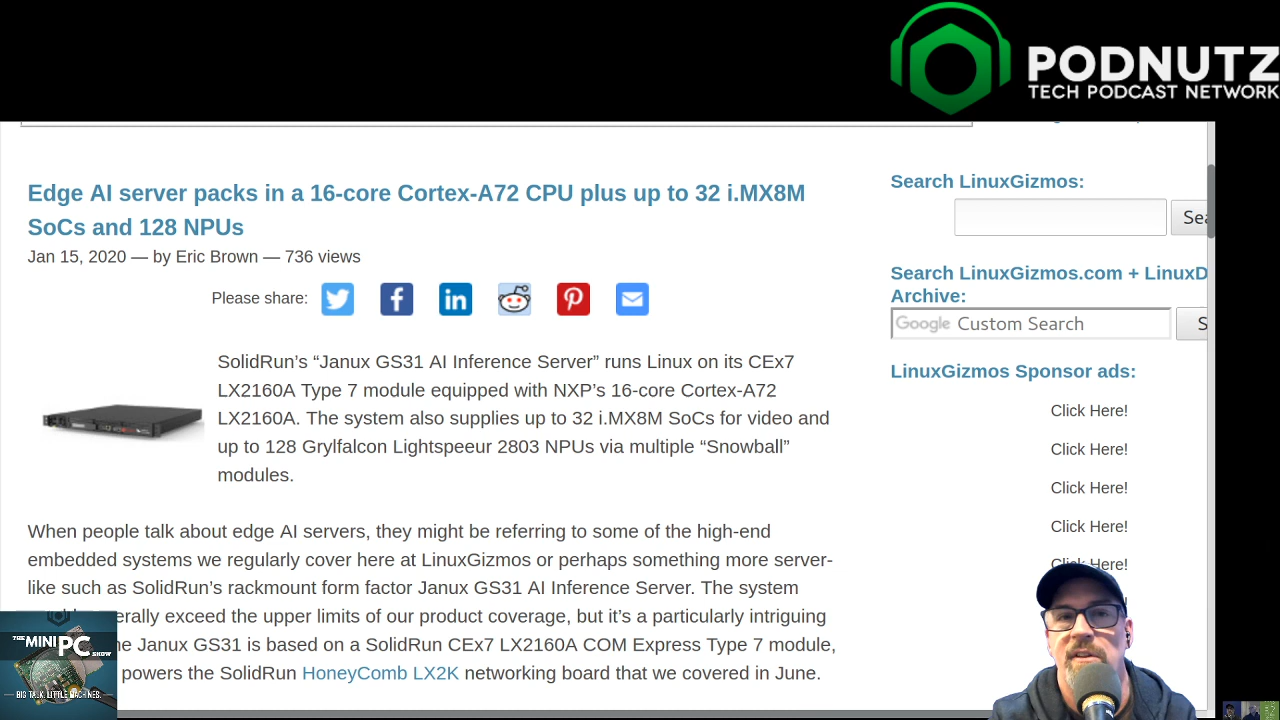 PODNUTZ
TECH PODCAST NETWORK
Edge AI server packs in a 16-core Cortex-A72 CPU plus up to 32 i.MX8M
SoCs and 128 NPUs
Jan 15, 2020 — by Eric Brown — 736 views
Please share:
SolidRun’s “Janux GS31 AI Inference Server” runs Linux on its CEx7
LX2160A Type 7 module equipped with NXP’s 16-core Cortex-A72
LX2160A. The system also supplies up to 32 i.MX8M SoCs for video and
up to 128 Grylfalcon Lightspeeur 2803 NPUs via multiple “Snowball”
modules.
When people talk about edge AI servers, they might be referring to some of the high-end
embedded systems we regularly cover here at LinuxGizmos or perhaps something more server-
like such as SolidRun’s rackmount form factor Janux GS31 AI Inference Server. The system
erally exceed the upper limits of our product coverage, but it’s a particularly intriguing
he Janux GS31 is based on a SolidRun CEx7 LX2160A COM Express Type 7 module,
powers the SolidRun HoneyComb LX2K networking board that we covered in June.
Search LinuxGizmos:
Sea
Search LinuxGizmos.com + LinuxD
Archive:
Google Custom Search
S
LinuxGizmos Sponsor ads:
Click Here!
Click Here!
Click Here!
Click Here!
Click Here!
THE MINI PC SHOW
BIG TALK. LITTLE MACHINES.